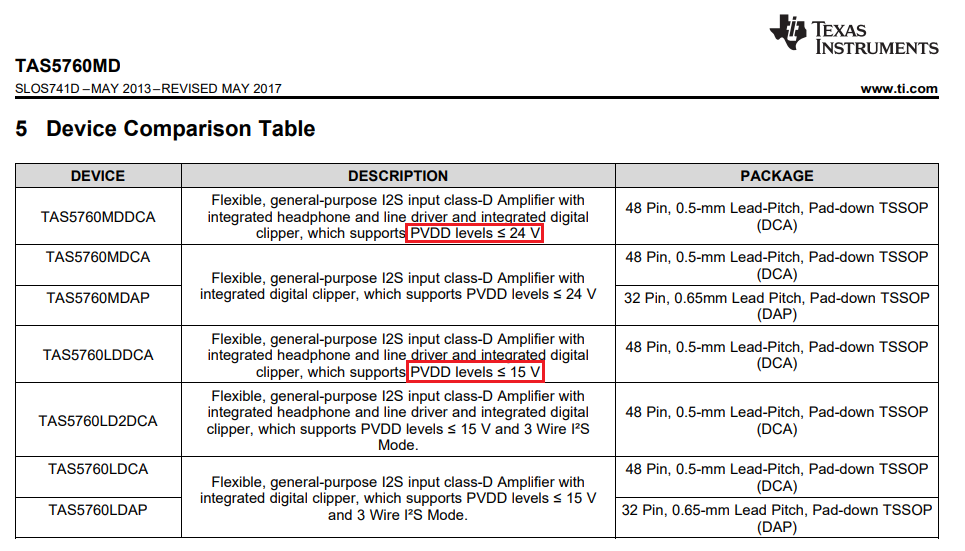 TEXAS
INSTRUMENTS
TAS5760MD
SLOS741D –MAY 2013–REVISED MAY 2017
www.ti.com
5 Device Comparison Table
DEVICE
DESCRIPTION
PACKAGE
TAS5760MDDCA
Flexible, general-purpose I2S input class-D Amplifier with
integrated headphone and line driver and integrated digital
clipper, which supports PVDD levels ≤ 24 V
48 Pin, 0.5-mm Lead-Pitch, Pad-down TSSOP
(DCA)
TAS5760MDCA
Flexible, general-purpose I2S input class-D Amplifier with
integrated digital clipper, which supports PVDD levels ≤ 24 V
48 Pin, 0.5-mm Lead-Pitch, Pad-down TSSOP
(DCA)
TAS5760MDAP
32 Pin, 0.65mm Lead Pitch, Pad-down TSSOP
(DAP)
TAS5760LDDCA
Flexible, general-purpose I2S input class-D Amplifier with
integrated headphone and line driver and integrated digital
clipper, which supports PVDD levels ≤ 15 V
48 Pin, 0.5-mm Lead-Pitch, Pad-down TSSOP
(DCA)
TAS5760LD2DCA
Flexible, general-purpose I2S input class-D Amplifier with
integrated headphone and line driver and integrated digital
clipper, which supports PVDD levels ≤ 15 V and 3 Wire I²S
Mode.
48 Pin, 0.5-mm Lead-Pitch, Pad-down TSSOP
(DCA)
TAS5760LDCA
Flexible, general-purpose I2S input class-D Amplifier with
integrated digital clipper, which supports PVDD levels ≤ 15 V
and 3 Wire I²S Mode.
48 Pin, 0.5-mm Lead-Pitch, Pad-down TSSOP
(DCA)
TAS5760LDAP
32 Pin, 0.65-mm Lead Pitch, Pad-down TSSOP
(DAP)